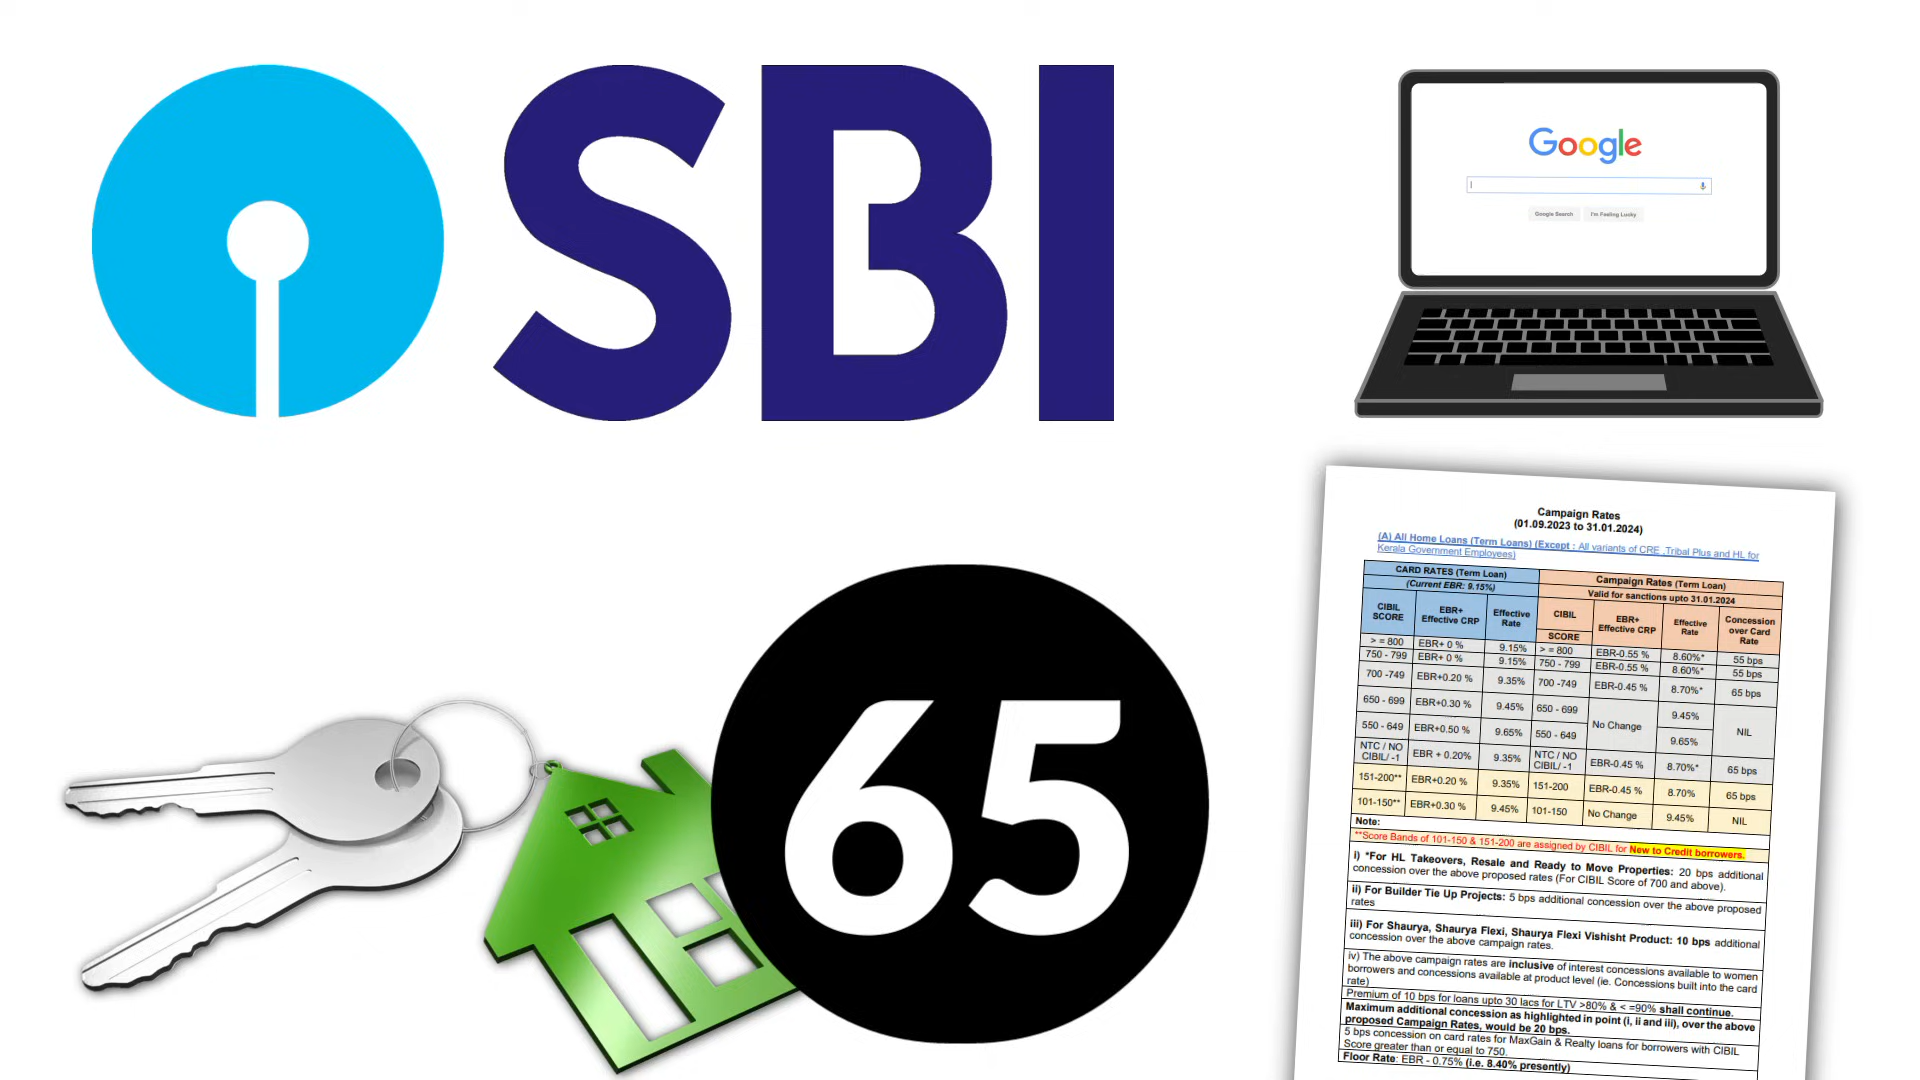 SBI
Google
Google Search I'm Feeling Lucky
65
Campaign Rates
(01.09.2023 to 31.01.2024)
(A) All Home Loans (Term Loans) (Except : All variants of CRE ,Tribal Plus and HL for
Kerala Government Employees)
CARD RATES (Term Loan) Campaign Rates (Term Loan)
(Current EBR: 9.15%) Valid for sanctions upto 31.01.2024
CIBIL SCORE EBR+ Effective CRP Effective Rate CIBIL SCORE EBR+ Effective CRP Effective Rate Concession over Card Rate
> = 800 EBR+ 0 % 9.15% > = 800 EBR-0.55 % 8.60%* 55 bps
750 - 799 EBR+ 0 % 9.15% 750 - 799 EBR-0.55 % 8.60%* 55 bps
700 -749 EBR+0.20 % 9.35% 700 -749 EBR-0.45 % 8.70%* 65 bps
650 - 699 EBR+0.30 % 9.45% 650 - 699 No Change 9.45% NIL
550 - 649 EBR+0.50 % 9.65% 550 - 649 9.65%
NTC / NO CIBIL/ -1 EBR + 0.20% 9.35% NTC / NO CIBIL/ -1 EBR-0.45 % 8.70%* 65 bps
151-200** EBR+0.20 % 9.35% 151-200 EBR-0.45 % 8.70% 65 bps
101-150** EBR+0.30 % 9.45% 101-150 No Change 9.45% NIL
Note:
**Score Bands of 101-150 & 151-200 are assigned by CIBIL for New to Credit borrowers.
i) *For HL Takeovers, Resale and Ready to Move Properties: 20 bps additional
concession over the above proposed rates (For CIBIL Score of 700 and above).
ii) For Builder Tie Up Projects: 5 bps additional concession over the above proposed
rates
iii) For Shaurya, Shaurya Flexi, Shaurya Flexi Vishisht Product: 10 bps additional
concession over the above campaign rates.
iv) The above campaign rates are inclusive of interest concessions available to women
borrowers and concessions available at product level (ie. Concessions built into the card
rate)
Premium of 10 bps for loans upto 30 lacs for LTV >80% & < =90% shall continue.
Maximum additional concession as highlighted in point (i, ii and iii), over the above
proposed Campaign Rates, would be 20 bps.
5 bps concession on card rates for MaxGain & Realty loans for borrowers with CIBIL
Score greater than or equal to 750.
Floor Rate: EBR - 0.75% (i.e. 8.40% presently)